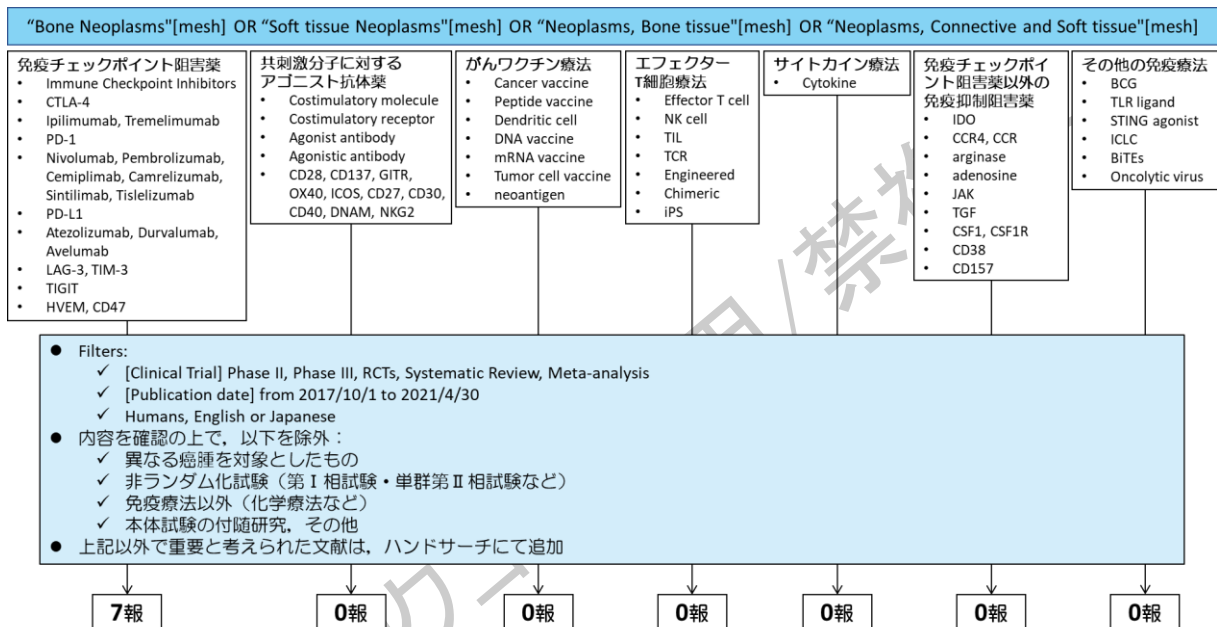 “Bone Neoplasms"[mesh] OR “Soft tissue Neoplasms"[mesh] OR “Neoplasms, Bone tissue"[mesh] OR “Neoplasms, Connective and Soft tissue"[mesh]
免疫チェックポイント阻害薬
• Immune Checkpoint Inhibitors
• CTLA-4
• Ipilimumab, Tremelimumab
• PD-1
• Nivolumab, Pembrolizumab,
Cemiplimab, Camrelizumab,
Sintilimab, Tislelizumab
• PD-L1
• Atezolizumab, Durvalumab,
Avelumab
• LAG-3, TIM-3
• TIGIT
• HVEM, CD47
共刺激分子に対する
アゴニスト抗体薬
• Costimulatory molecule
• Costimulatory receptor
• Agonist antibody
• Agonistic antibody
• CD28, CD137, GITR,
OX40, ICOS, CD27, CD30,
CD40, DNAM, NKG2
がんワクチン療法
• Cancer vaccine
• Peptide vaccine
• Dendritic cell
• DNA vaccine
• mRNA vaccine
• Tumor cell vaccine
• neoantigen
エフェクター
T細胞療法
• Effector T cell
• NK cell
• TIL
• TCR
• Engineered
• Chimeric
• iPS
サイトカイン療法
• Cytokine
免疫チェックポイ
ント阻害薬以外の
免疫抑制阻害薬
• IDO
• CCR4, CCR
• arginase
• adenosine
• JAK
• TGF
• CSF1, CSF1R
• CD38
• CD157
その他の免疫療法
• BCG
• TLR ligand
• STING agonist
• ICLC
• BiTEs
• Oncolytic virus
● Filters:
✓ [Clinical Trial] Phase II, Phase III, RCTs, Systematic Review, Meta-analysis
✓ [Publication date] from 2017/10/1 to 2021/4/30
✓ Humans, English or Japanese
● 内容を確認の上で，以下を除外：
✓ 異なる癌腫を対象としたもの
✓ 非ランダム化試験（第Ⅰ相試験・単群第Ⅱ相試験など）
✓ 免疫療法以外（化学療法など）
✓ 本体試験の付随研究，その他
● 上記以外で重要と考えられた文献は，ハンドサーチにて追加
7報
0報
0報
0報
0報
0報
0報